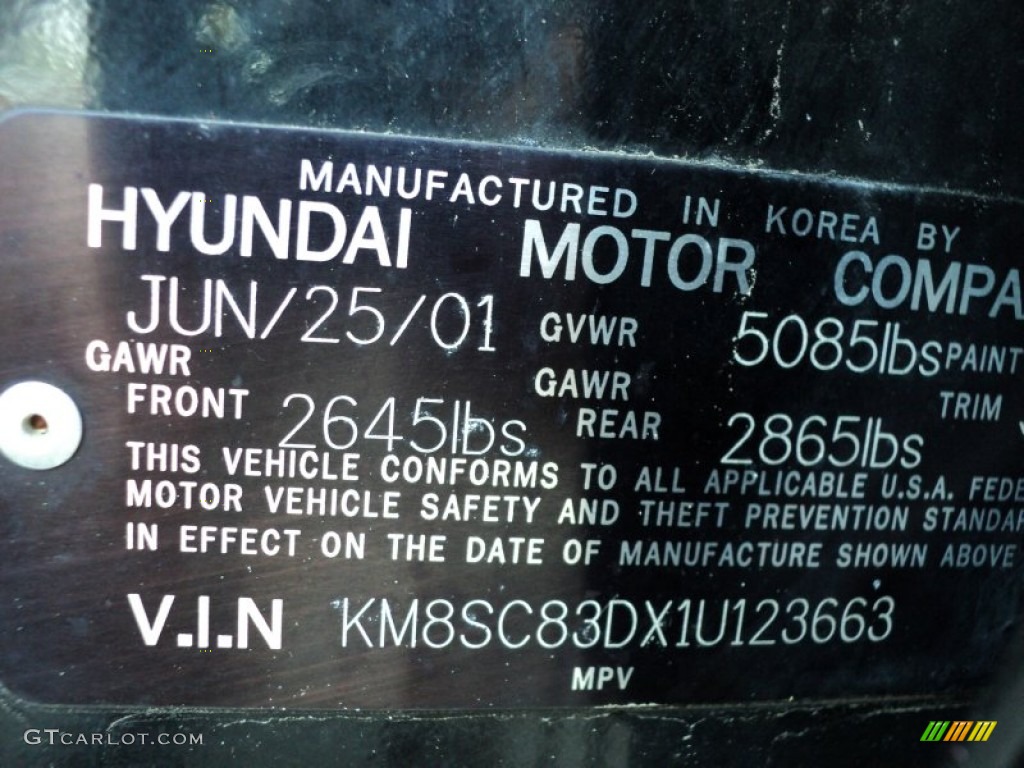 MANUFACTURED IN KOREA BY
HYUNDAI MOTOR COMPA
JUN/25/01 GVWR 5085lbs PAINT
GAWR FRONT 2645lbs GAWR REAR 2865lbs TRIM
THIS VEHICLE CONFORMS TO ALL APPLICABLE U.S.A. FEDE
MOTOR VEHICLE SAFETY AND THEFT PREVENTION STANDAR
IN EFFECT ON THE DATE OF MANUFACTURE SHOWN ABOVE
V.I.N KM8SC83DX1U123663
MPV
GTCARLOT.COM